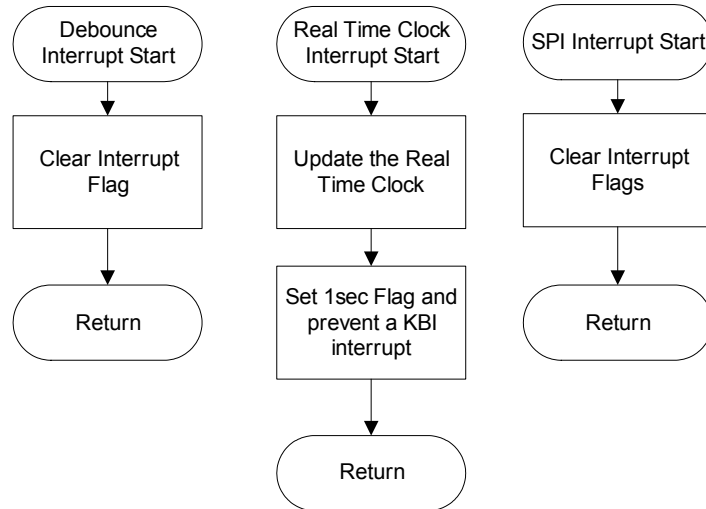 Debounce
Interrupt Start
Clear Interrupt
Flag
Return
Real Time Clock
Interrupt Start
Update the Real
Time Clock
Set 1sec Flag and
prevent a KBI
interrupt
Return
SPI Interrupt Start
Clear Interrupt
Flags
Return